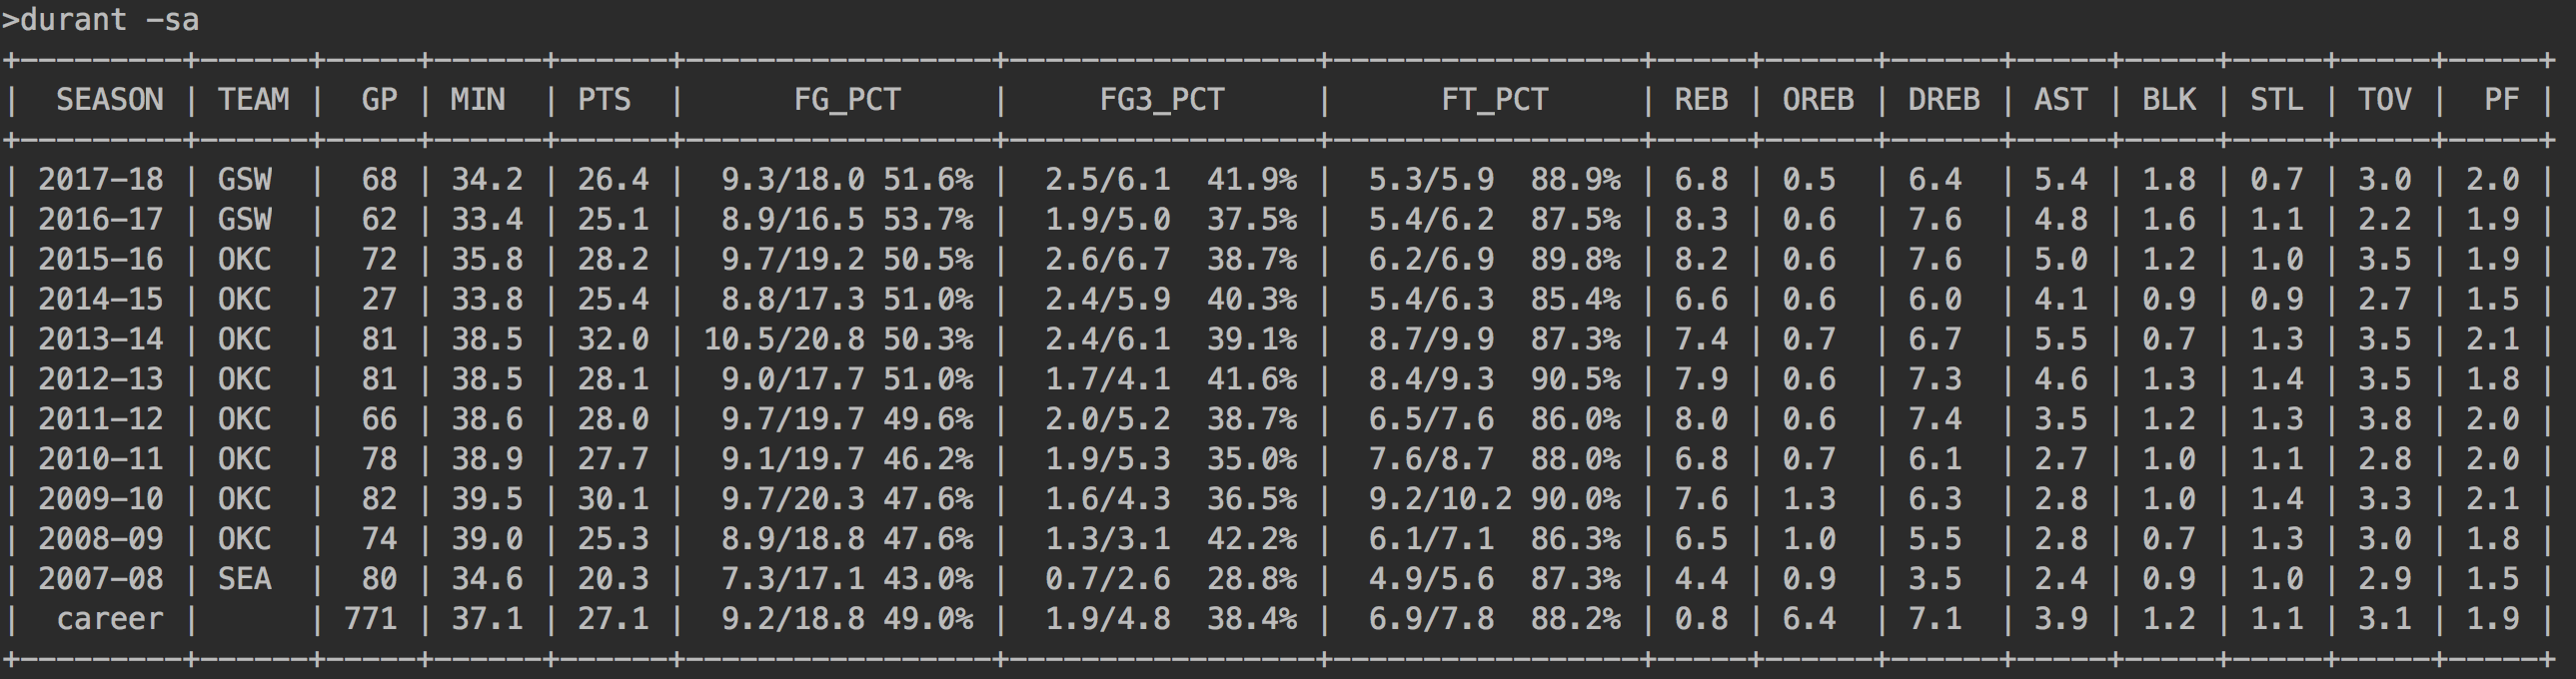 >durant -sa
+---------+------+-----+------+------+-----------------+-----------------+-----------------+-----+------+------+-----+-----+-----+-----+-----+
|  SEASON | TEAM |  GP | MIN  | PTS  |      FG_PCT     |     FG3_PCT     |      FT_PCT     | REB | OREB | DREB | AST | BLK | STL | TOV |  PF |
+---------+------+-----+------+------+-----------------+-----------------+-----------------+-----+------+------+-----+-----+-----+-----+-----+
| 2017-18 | GSW  |  68 | 34.2 | 26.4 |  9.3/18.0 51.6% |  2.5/6.1  41.9% |  5.3/5.9  88.9% | 6.8 | 0.5  | 6.4  | 5.4 | 1.8 | 0.7 | 3.0 | 2.0 |
| 2016-17 | GSW  |  62 | 33.4 | 25.1 |  8.9/16.5 53.7% |  1.9/5.0  37.5% |  5.4/6.2  87.5% | 8.3 | 0.6  | 7.6  | 4.8 | 1.6 | 1.1 | 2.2 | 1.9 |
| 2015-16 | OKC  |  72 | 35.8 | 28.2 |  9.7/19.2 50.5% |  2.6/6.7  38.7% |  6.2/6.9  89.8% | 8.2 | 0.6  | 7.6  | 5.0 | 1.2 | 1.0 | 3.5 | 1.9 |
| 2014-15 | OKC  |  27 | 33.8 | 25.4 |  8.8/17.3 51.0% |  2.4/5.9  40.3% |  5.4/6.3  85.4% | 6.6 | 0.6  | 6.0  | 4.1 | 0.9 | 0.9 | 2.7 | 1.5 |
| 2013-14 | OKC  |  81 | 38.5 | 32.0 | 10.5/20.8 50.3% |  2.4/6.1  39.1% |  8.7/9.9  87.3% | 7.4 | 0.7  | 6.7  | 5.5 | 0.7 | 1.3 | 3.5 | 2.1 |
| 2012-13 | OKC  |  81 | 38.5 | 28.1 |  9.0/17.7 51.0% |  1.7/4.1  41.6% |  8.4/9.3  90.5% | 7.9 | 0.6  | 7.3  | 4.6 | 1.3 | 1.4 | 3.5 | 1.8 |
| 2011-12 | OKC  |  66 | 38.6 | 28.0 |  9.7/19.7 49.6% |  2.0/5.2  38.7% |  6.5/7.6  86.0% | 8.0 | 0.6  | 7.4  | 3.5 | 1.2 | 1.3 | 3.8 | 2.0 |
| 2010-11 | OKC  |  78 | 38.9 | 27.7 |  9.1/19.7 46.2% |  1.9/5.3  35.0% |  7.6/8.7  88.0% | 6.8 | 0.7  | 6.1  | 2.7 | 1.0 | 1.1 | 2.8 | 2.0 |
| 2009-10 | OKC  |  82 | 39.5 | 30.1 |  9.7/20.3 47.6% |  1.6/4.3  36.5% |  9.2/10.2 90.0% | 7.6 | 1.3  | 6.3  | 2.8 | 1.0 | 1.4 | 3.3 | 2.1 |
| 2008-09 | OKC  |  74 | 39.0 | 25.3 |  8.9/18.8 47.6% |  1.3/3.1  42.2% |  6.1/7.1  86.3% | 6.5 | 1.0  | 5.5  | 2.8 | 0.7 | 1.3 | 3.0 | 1.8 |
| 2007-08 | SEA  |  80 | 34.6 | 20.3 |  7.3/17.1 43.0% |  0.7/2.6  28.8% |  4.9/5.6  87.3% | 4.4 | 0.9  | 3.5  | 2.4 | 0.9 | 1.0 | 2.9 | 1.5 |
|  career |      | 771 | 37.1 | 27.1 |  9.2/18.8 49.0% |  1.9/4.8  38.4% |  6.9/7.8  88.2% | 0.8 | 6.4  | 7.1  | 3.9 | 1.2 | 1.1 | 3.1 | 1.9 |
+---------+------+-----+------+------+-----------------+-----------------+-----------------+-----+------+------+-----+-----+-----+-----+-----+